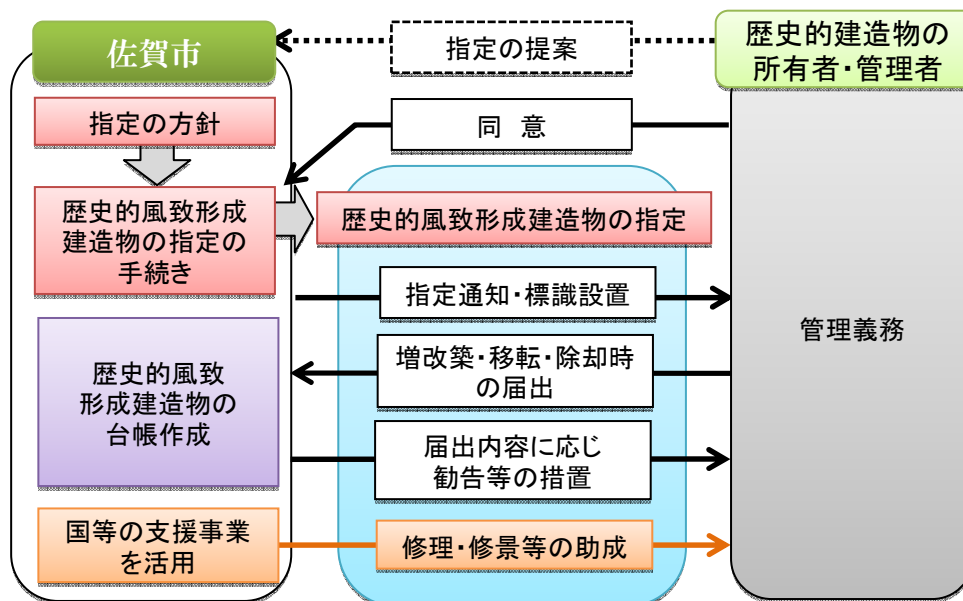 佐賀市
指定の提案
歴史的建造物の
所有者・管理者
指定の方針
同 意
歴史的風致形成
建造物の指定の
手続き
歴史的風致形成建造物の指定
指定通知・標識設置
管理義務
増改築・移転・除却時
の届出
歴史的風致
形成建造物の
台帳作成
届出内容に応じ
勧告等の措置
国等の支援事業
を活用
修理・修景等の助成